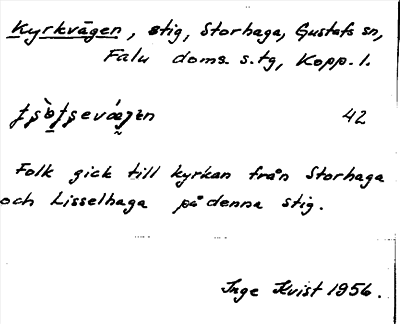 Kyrkvägen, stig, Storhaga, Gustafs sn,
Falu doms. s. tg, Kopp. l.
42
Folk gick till kyrkan från Storhaga
och Lisselhaga på denna stig.
Inge Kvist 1956.